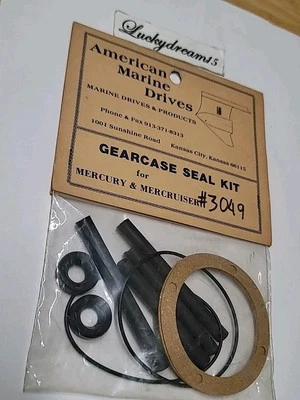 Luckydream15
American
Marine
Drives
MARINE DRIVES & PRODUCTS
Phone & Fax 913-371-8313
1001 Sunshine Road Kansas City, Kansas 66115
GEARCASE SEAL KIT
for
MERCURY & MERCRUISER #3049